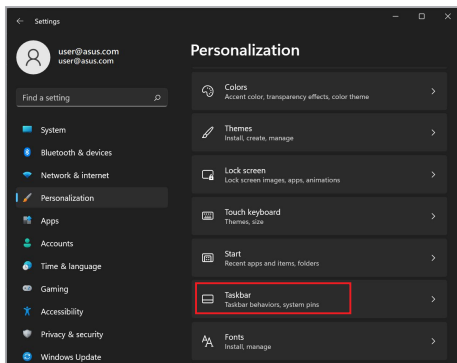 Settings
user@asus.com
user@asus.com
Find a setting
System
Bluetooth & devices
Network & internet
Personalization
Apps
Accounts
Time & language
Gaming
Accessibility
Privacy & security
Windows Update
Personalization
Colors
Accent color, transparency effects, color theme
Themes
Install, create, manage
Lock screen
Lock screen images, apps, animations
Touch keyboard
Themes, size
Start
Recent apps and items, folders
Taskbar
Taskbar behaviors, system pins
Fonts
Install, manage